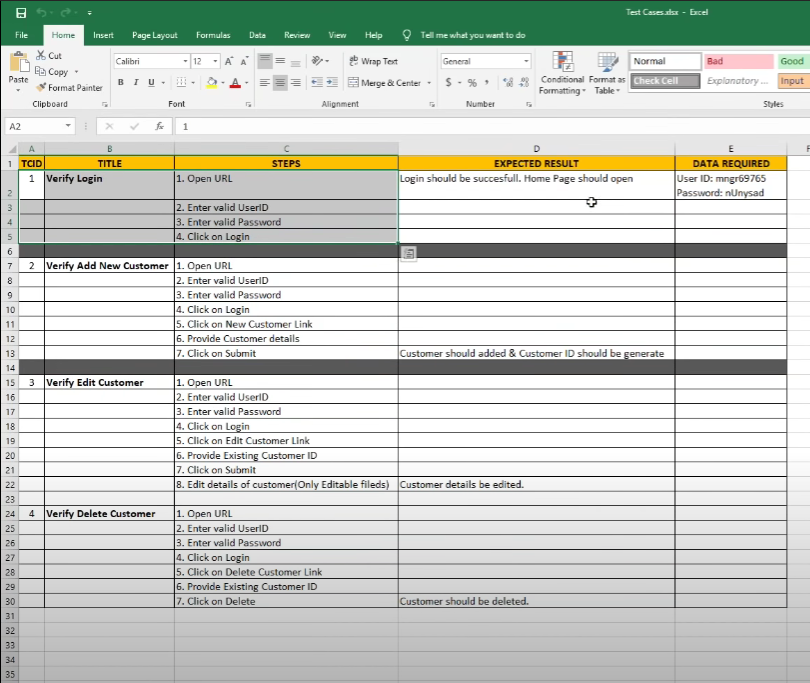 Test Cases.xlsx - Excel
File Home Insert Page Layout Formulas Data Review View Help Tell me what you want to do
Paste
Cut
Copy
Format Painter
Clipboard
Calibri 12
B I U
Font
Wrap Text
Merge & Center
Alignment
General
$ % ,
Number
Conditional Formatting
Format as Table
Normal Bad Good
Check Cell Explanatory ... Input
Styles
A2 fx 1
A B C D E F
1 TCID TITLE STEPS EXPECTED RESULT DATA REQUIRED
2 1 Verify Login 1. Open URL Login should be succesfull. Home Page should open User ID: mngr69765
Password: nUnysad
3 2. Enter valid UserID
4 3. Enter valid Password
5 4. Click on Login
6
7 2 Verify Add New Customer 1. Open URL
8 2. Enter valid UserID
9 3. Enter valid Password
10 4. Click on Login
11 5. Click on New Customer Link
12 6. Provide Customer details
13 7. Click on Submit Customer should added & Customer ID should be generate
14
15 3 Verify Edit Customer 1. Open URL
16 2. Enter valid UserID
17 3. Enter valid Password
18 4. Click on Login
19 5. Click on Edit Customer Link
20 6. Provide Existing Customer ID
21 7. Click on Submit
22 8. Edit details of customer(Only Editable fileds) Customer details be edited.
23
24 4 Verify Delete Customer 1. Open URL
25 2. Enter valid UserID
26 3. Enter valid Password
27 4. Click on Login
28 5. Click on Delete Customer Link
29 6. Provide Existing Customer ID
30 7. Click on Delete Customer should be deleted.
31
32
33
34
35